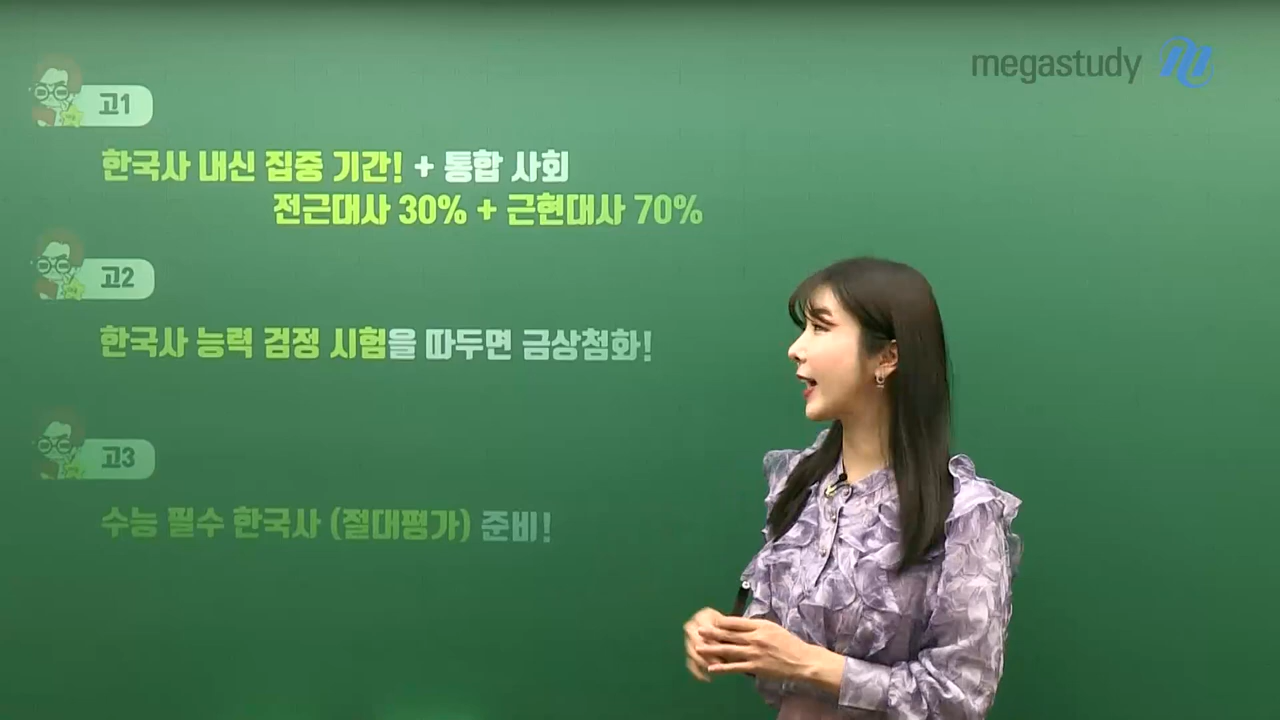 megastudy
고1
한국사 내신 집중 기간! + 통합 사회
전근대사 30% + 근현대사 70%
고2
한국사 능력 검정 시험을 따두면 금상첨화!
고3
수능 필수 한국사 (절대평가) 준비!